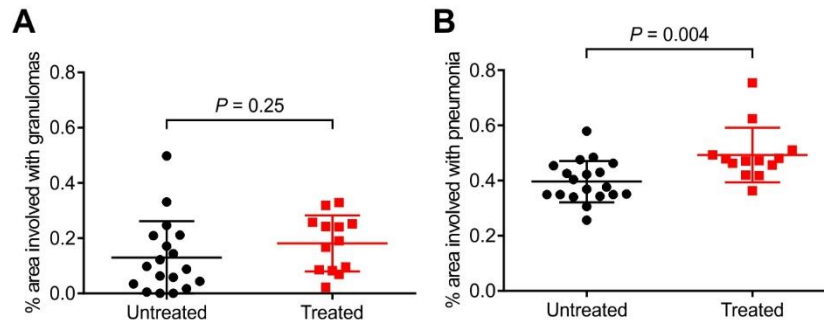 A
% area involved with granulomas
0.8
0.6
0.4
0.2
0.0
P = 0.25
Untreated
Treated
B
% area involved with pneumonia
0.8
0.6
0.4
0.2
0.0
P = 0.004
Untreated
Treated